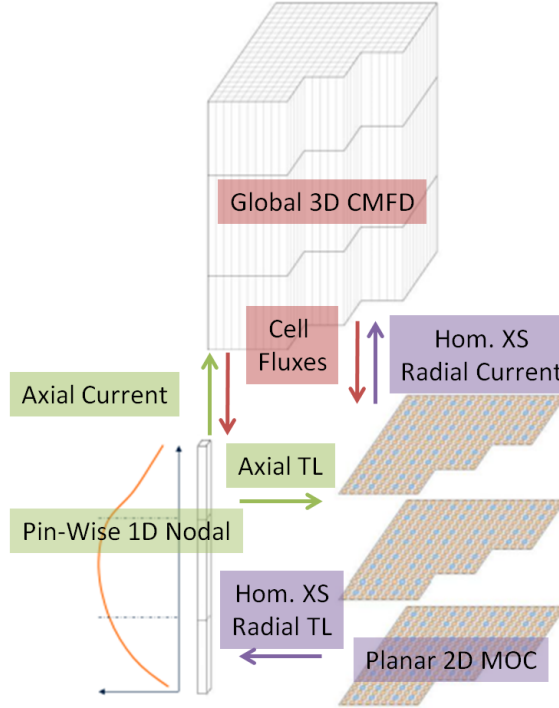 Global 3D CMFD
Cell
Fluxes
Hom. XS
Radial Current
Axial Current
Axial TL
Pin-Wise 1D Nodal
Hom. XS
Radial TL
Planar 2D MOC